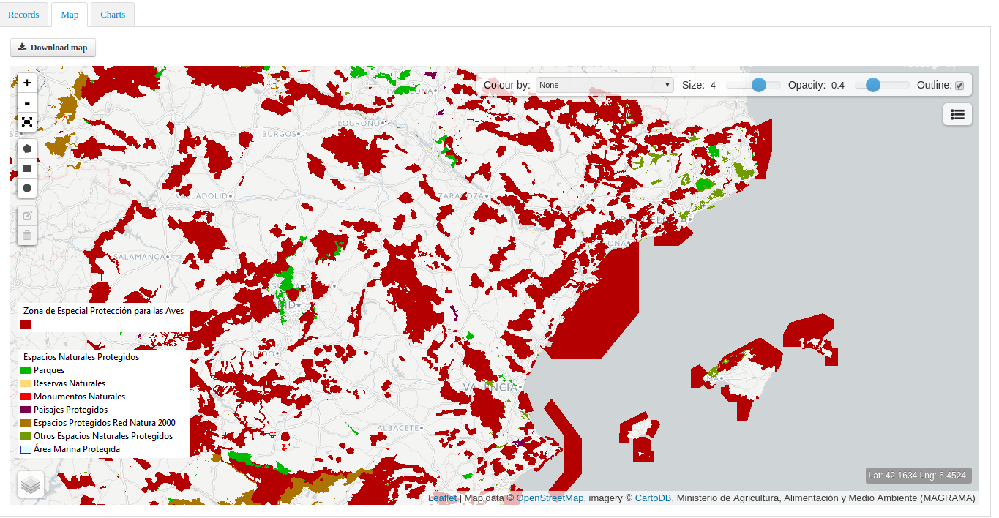 Records Map Charts
Download map
Colour by: None Size: 4 Opacity: 0.4 Outline:
+
-
LOGROÑO
BURGOS
VALLADOLID
ZARAGOZA
SALAMANCA
Zona de Especial Protección para las Aves
TOLEDO
Espacios Naturales Protegidos
Parques
Reservas Naturales
Monumentos Naturales
Paisajes Protegidos
Espacios Protegidos Red Natura 2000
Otros Espacios Naturales Protegidos
Área Marina Protegida
VALENCIA
ALBACETE
Lat: 42.1634 Lng: 6.4524
Leaflet | Map data © OpenStreetMap, imagery © CartoDB, Ministerio de Agricultura, Alimentación y Medio Ambiente (MAGRAMA)